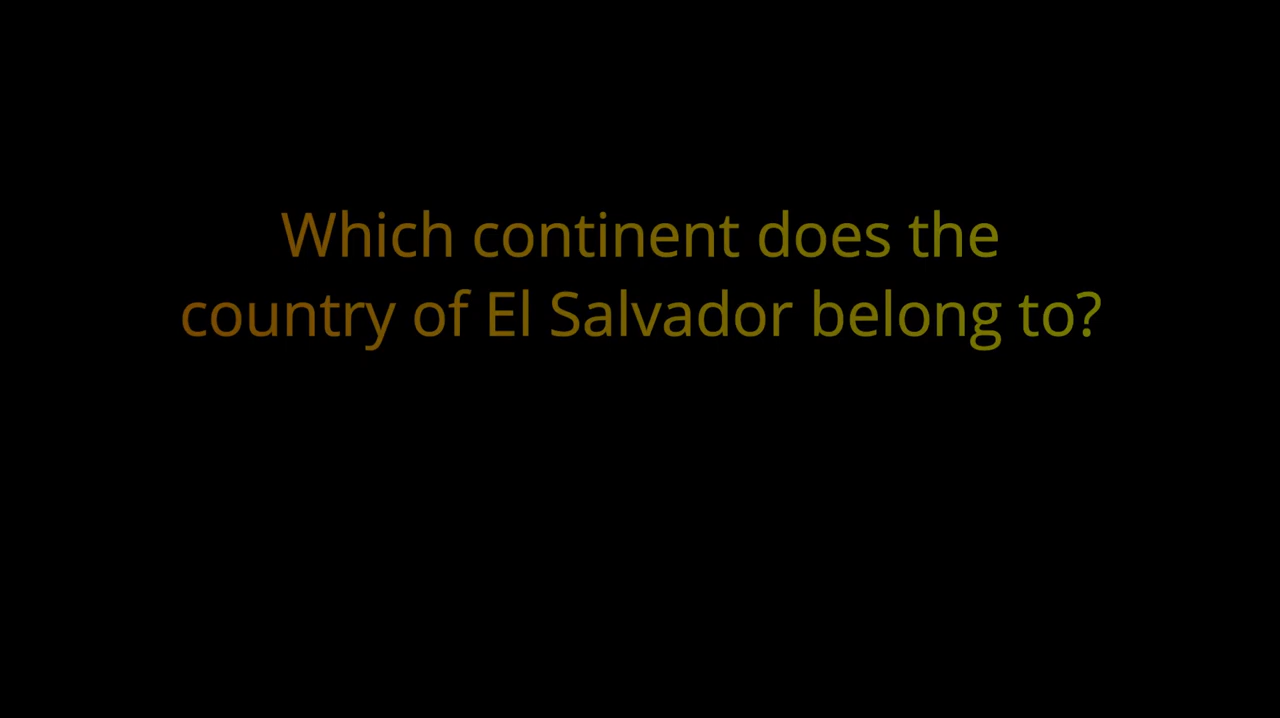 Which continent does the
country of El Salvador belong to?